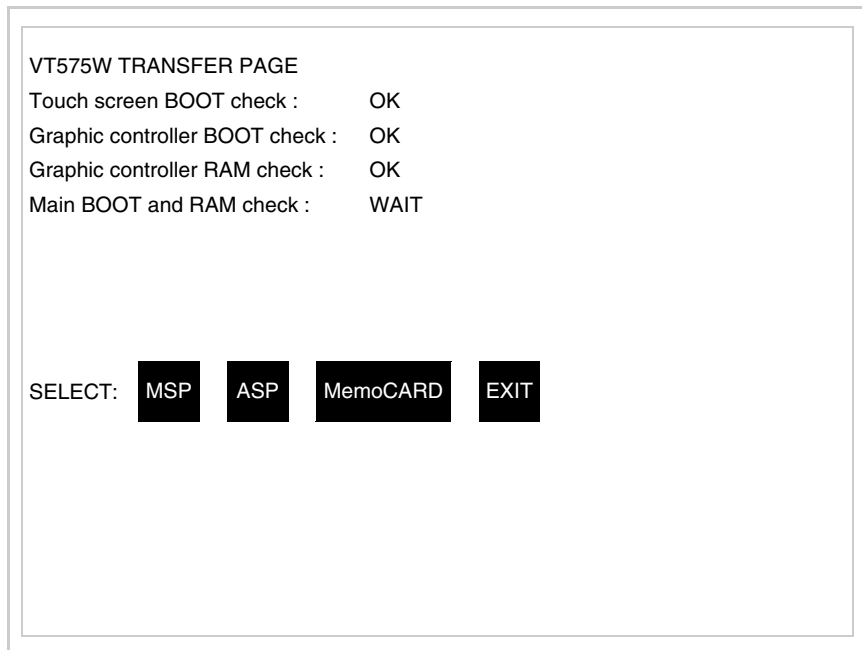 VT575W TRANSFER PAGE
Touch screen BOOT check : OK
Graphic controller BOOT check : OK
Graphic controller RAM check : OK
Main BOOT and RAM check : WAIT
SELECT: MSP ASP MemoCARD EXIT